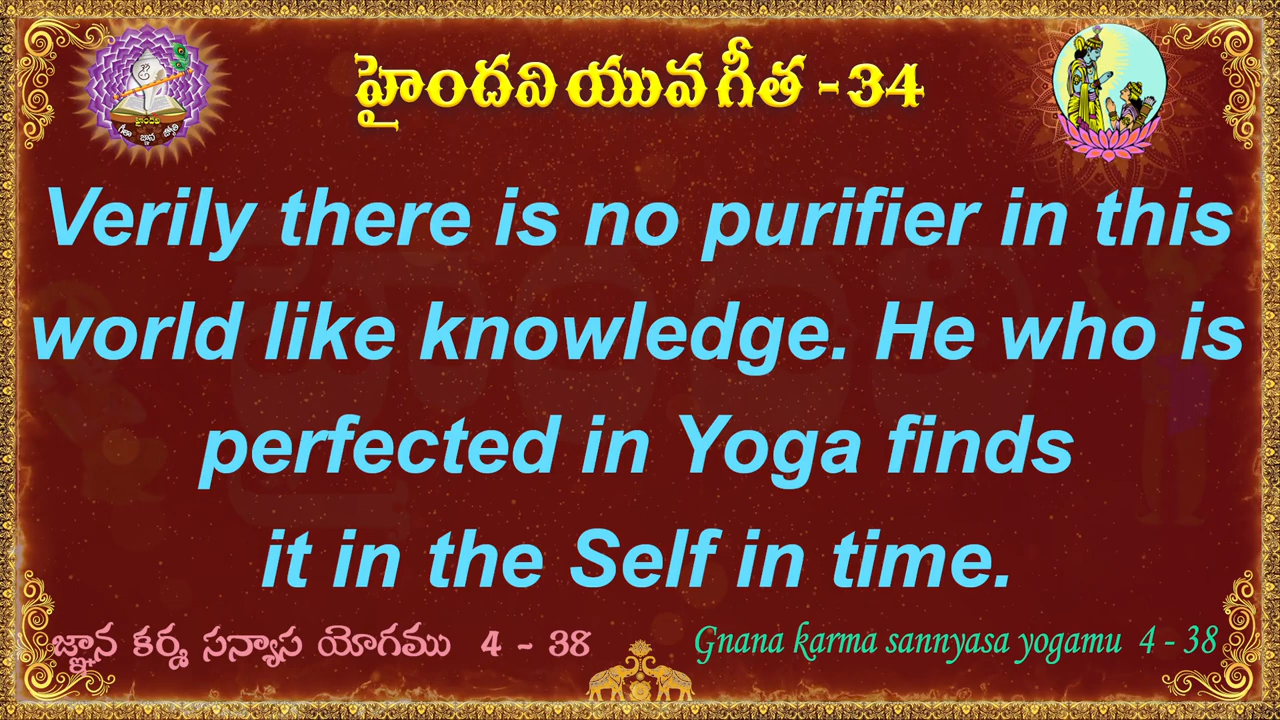 హైందవి యువ గీత - 34
Verily there is no purifier in this
world like knowledge. He who is
perfected in Yoga finds
it in the Self in time.
జ్ఞాన కర్మ సన్యాస యోగము 4 - 38
Gnana karma sannyasa yogamu 4 - 38
హైందవి
గీతా జ్ఞాన జ్యోతి